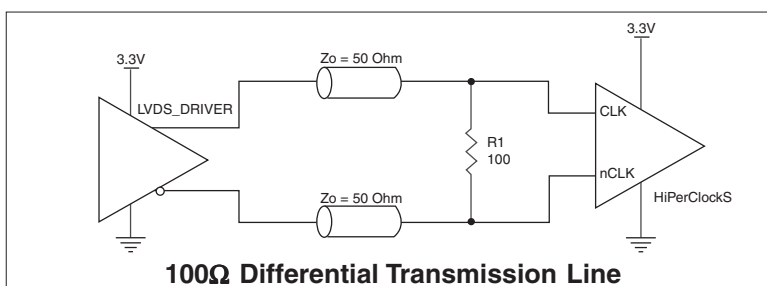 3.3V
3.3V
Zo = 50 Ohm
LVDS_DRIVER
CLK
R1
100
nCLK
HiPerClockS
Zo = 50 Ohm
100Ω Differential Transmission Line